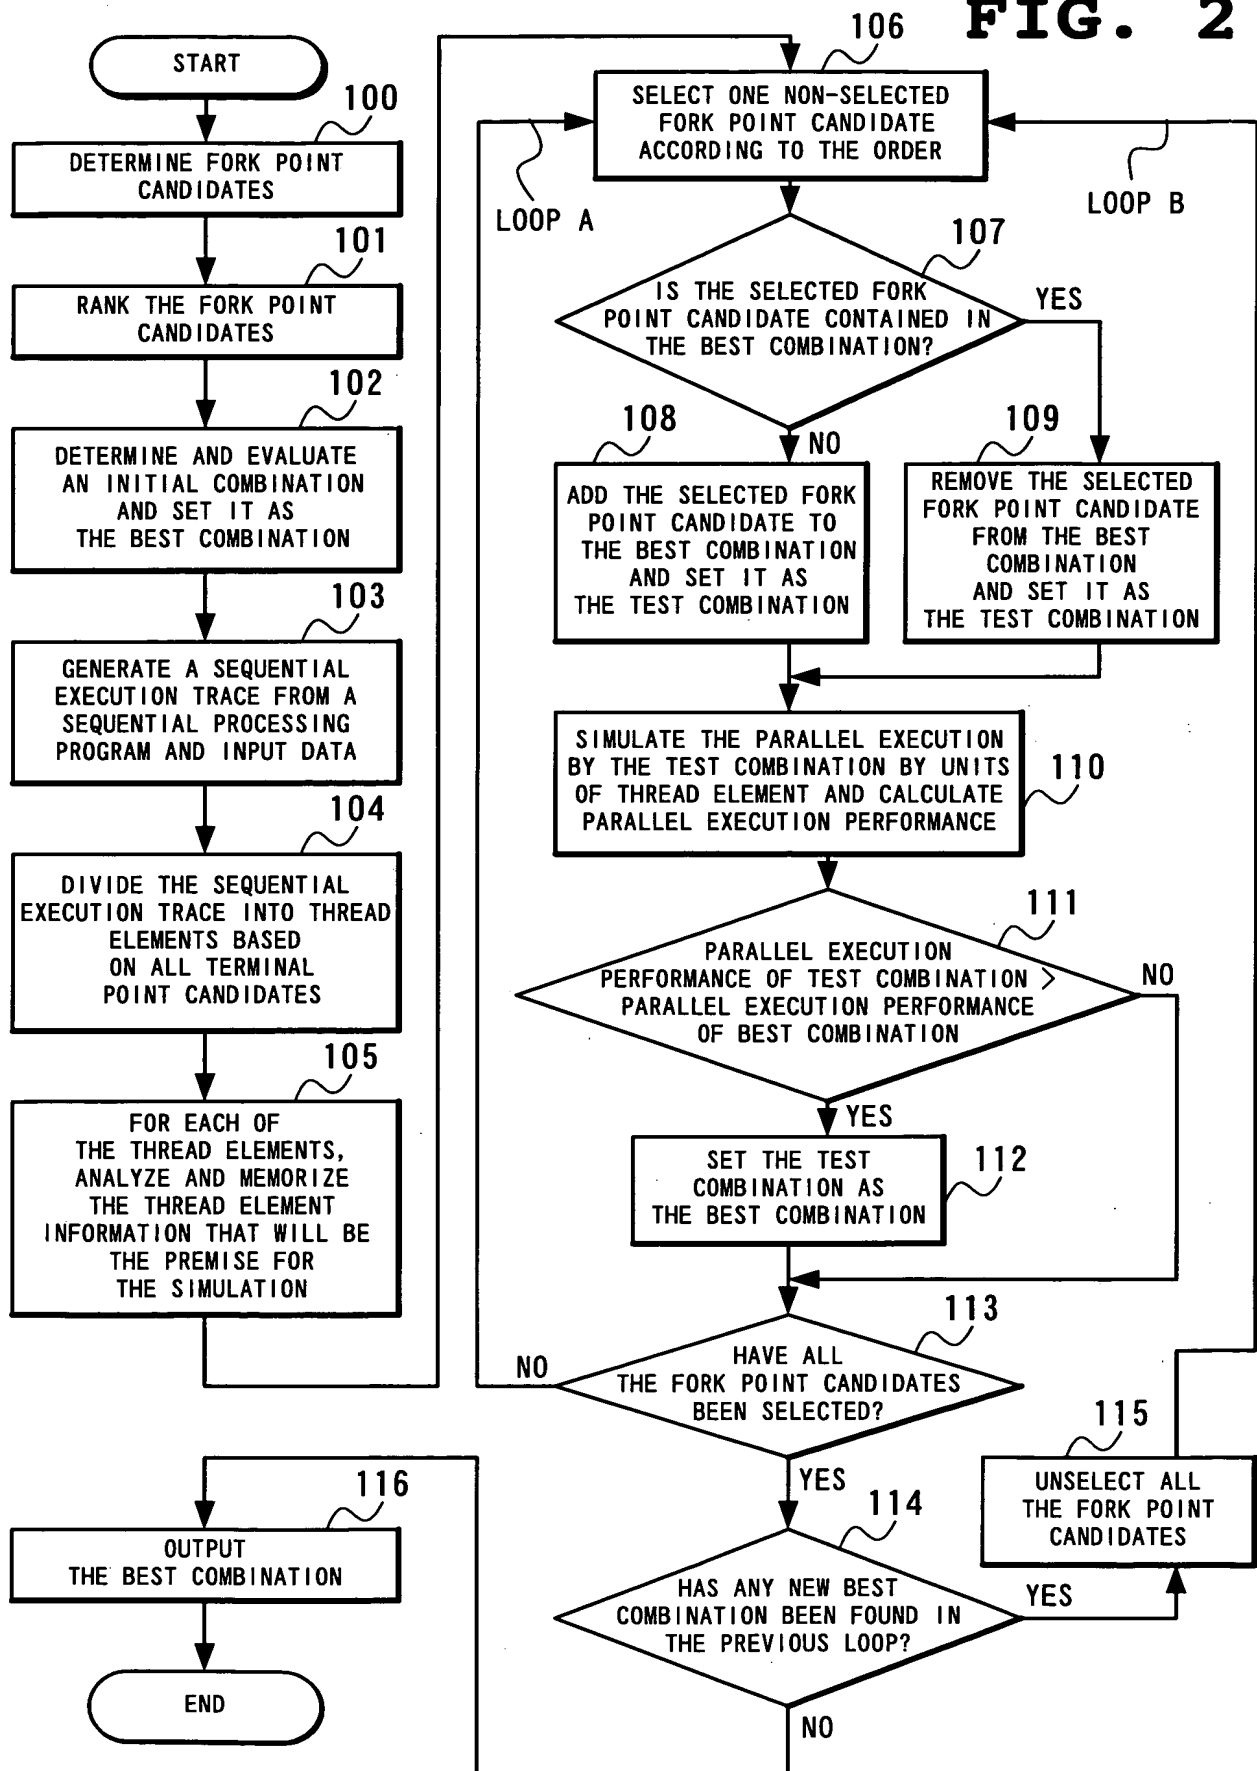 FIG. 2
START
100
DETERMINE FORK POINT
CANDIDATES
101
RANK THE FORK POINT
CANDIDATES
102
DETERMINE AND EVALUATE
AN INITIAL COMBINATION
AND SET IT AS
THE BEST COMBINATION
103
GENERATE A SEQUENTIAL
EXECUTION TRACE FROM A
SEQUENTIAL PROCESSING
PROGRAM AND INPUT DATA
104
DIVIDE THE SEQUENTIAL
EXECUTION TRACE INTO THREAD
ELEMENTS BASED
ON ALL TERMINAL
POINT CANDIDATES
105
FOR EACH OF
THE THREAD ELEMENTS,
ANALYZE AND MEMORIZE
THE THREAD ELEMENT
INFORMATION THAT WILL BE
THE PREMISE FOR
THE SIMULATION
106
SELECT ONE NON-SELECTED
FORK POINT CANDIDATE
ACCORDING TO THE ORDER
LOOP A
LOOP B
107
IS THE SELECTED FORK
POINT CANDIDATE CONTAINED IN
THE BEST COMBINATION?
YES
NO
108
ADD THE SELECTED FORK
POINT CANDIDATE TO
THE BEST COMBINATION
AND SET IT AS
THE TEST COMBINATION
109
REMOVE THE SELECTED
FORK POINT CANDIDATE
FROM THE BEST
COMBINATION
AND SET IT AS
THE TEST COMBINATION
110
SIMULATE THE PARALLEL EXECUTION
BY THE TEST COMBINATION BY UNITS
OF THREAD ELEMENT AND CALCULATE
PARALLEL EXECUTION PERFORMANCE
111
PARALLEL EXECUTION
PERFORMANCE OF TEST COMBINATION >
PARALLEL EXECUTION PERFORMANCE
OF BEST COMBINATION
NO
YES
112
SET THE TEST
COMBINATION AS
THE BEST COMBINATION
113
HAVE ALL
THE FORK POINT CANDIDATES
BEEN SELECTED?
NO
YES
114
HAS ANY NEW BEST
COMBINATION BEEN FOUND IN
THE PREVIOUS LOOP?
YES
NO
115
UNSELECT ALL
THE FORK POINT
CANDIDATES
116
OUTPUT
THE BEST COMBINATION
END